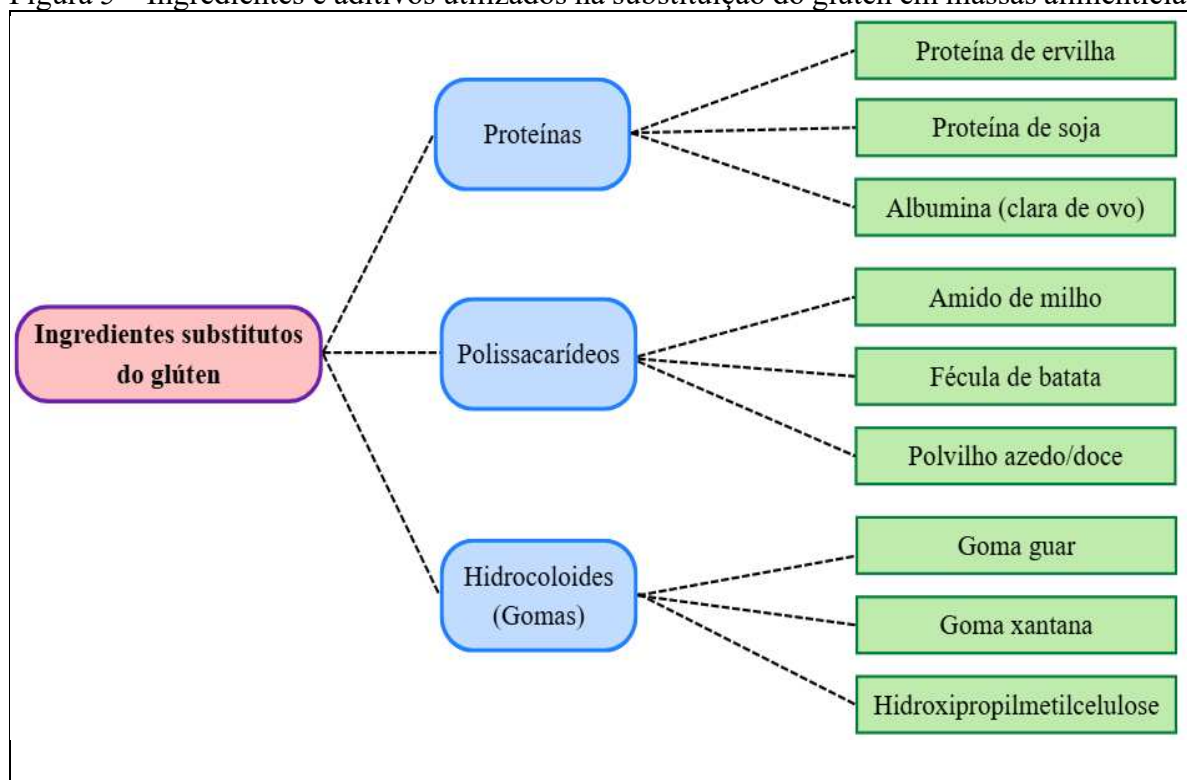 Figura 5 – Ingredientes e aditivos utilizados na substituição do glúten em massas alimentícia
Proteína de ervilha
Proteínas
Proteína de soja
Albumina (clara de ovo)
Amido de milho
Ingredientes substitutos
do glúten
Polissacarídeos
Fécula de batata
Polvilho azedo/doce
Goma guar
Hidrocoloides
(Gomas)
Goma xantana
Hidroxipropilmetilcelulose